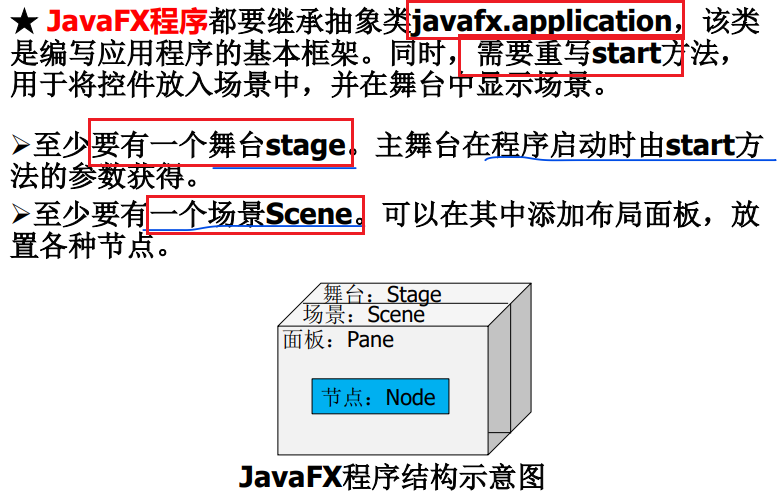 ★ JavaFX程序都要继承抽象类javafx.application，该类
是编写应用程序的基本框架。同时，需要重写start方法，
用于将控件放入场景中，并在舞台中显示场景。
➢至少要有一个舞台stage。主舞台在程序启动时由start方
法的参数获得。
➢至少要有一个场景Scene。可以在其中添加布局面板，放
置各种节点。
舞台：Stage
场景：Scene
面板：Pane
节点：Node
JavaFX程序结构示意图